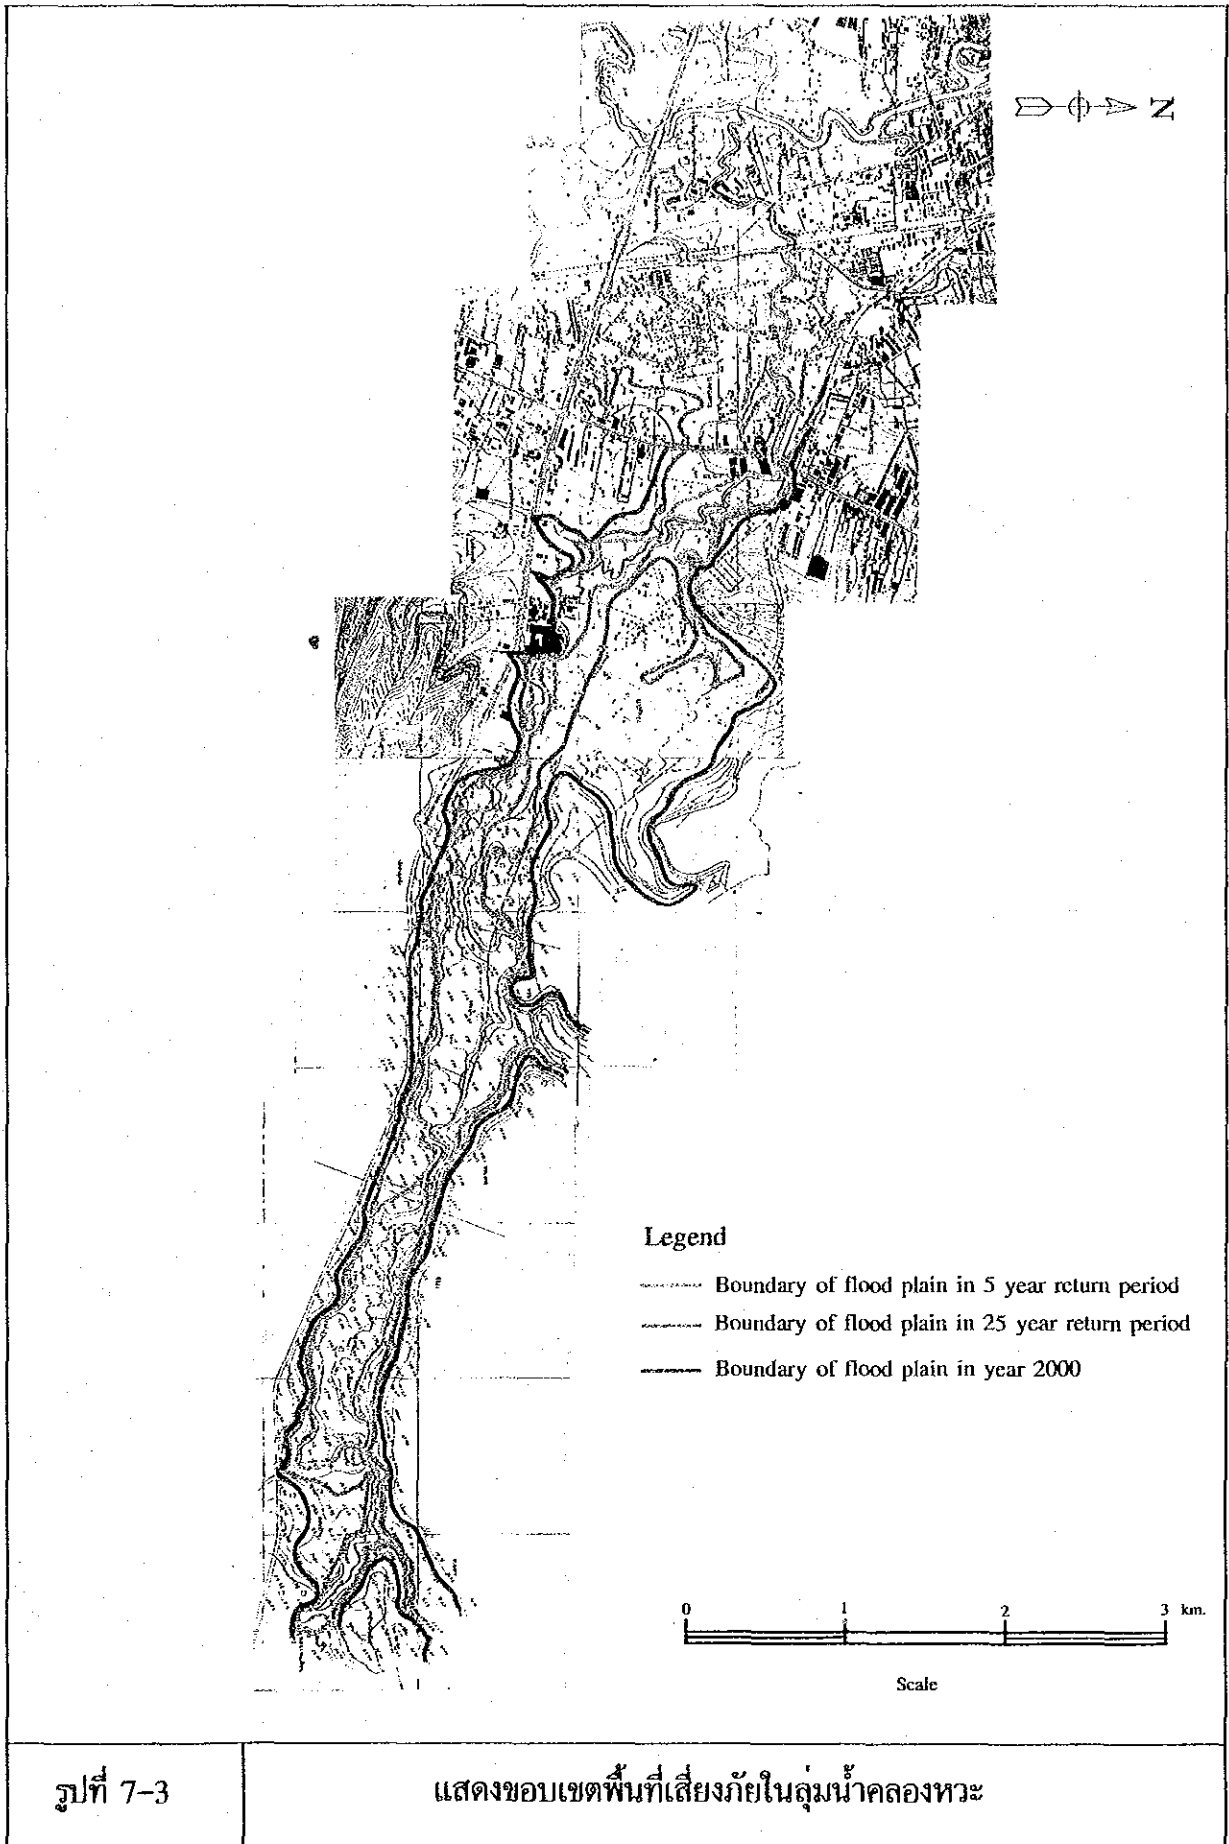 N
Legend
Boundary of flood plain in 5 year return period
Boundary of flood plain in 25 year return period
Boundary of flood plain in year 2000
0 1 2 3 km.
Scale
รูปที่ 7-3
แสดงขอบเขตพื้นที่เสี่ยงภัยในลุ่มน้ำคลองหวะ